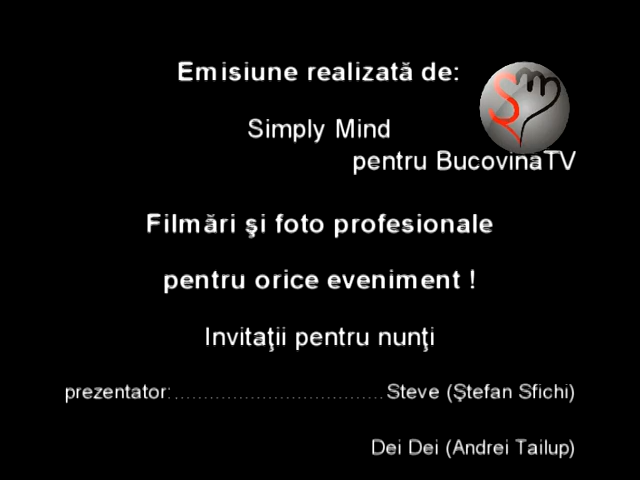 Emisiune realizată de:
Simply Mind
pentru BucovinaTV
Filmări şi foto profesionale
pentru orice eveniment !
Invitaţii pentru nunţi
prezentator:....................................Steve (Ştefan Sfichi)
Dei Dei (Andrei Tailup)